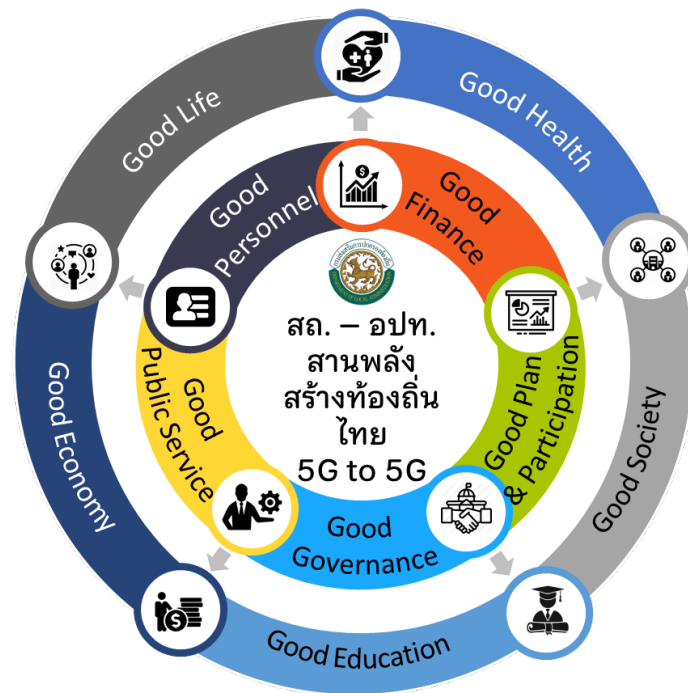 Good Life
Good Health
Good
Personnel
Good
Finance
สถ. – อปท.
สานพลัง
สร้างท้องถิ่น
ไทย
5G to 5G
Good
Public Service
Good Plan
& Participation
Good
Governance
Good Economy
Good Society
Good Education